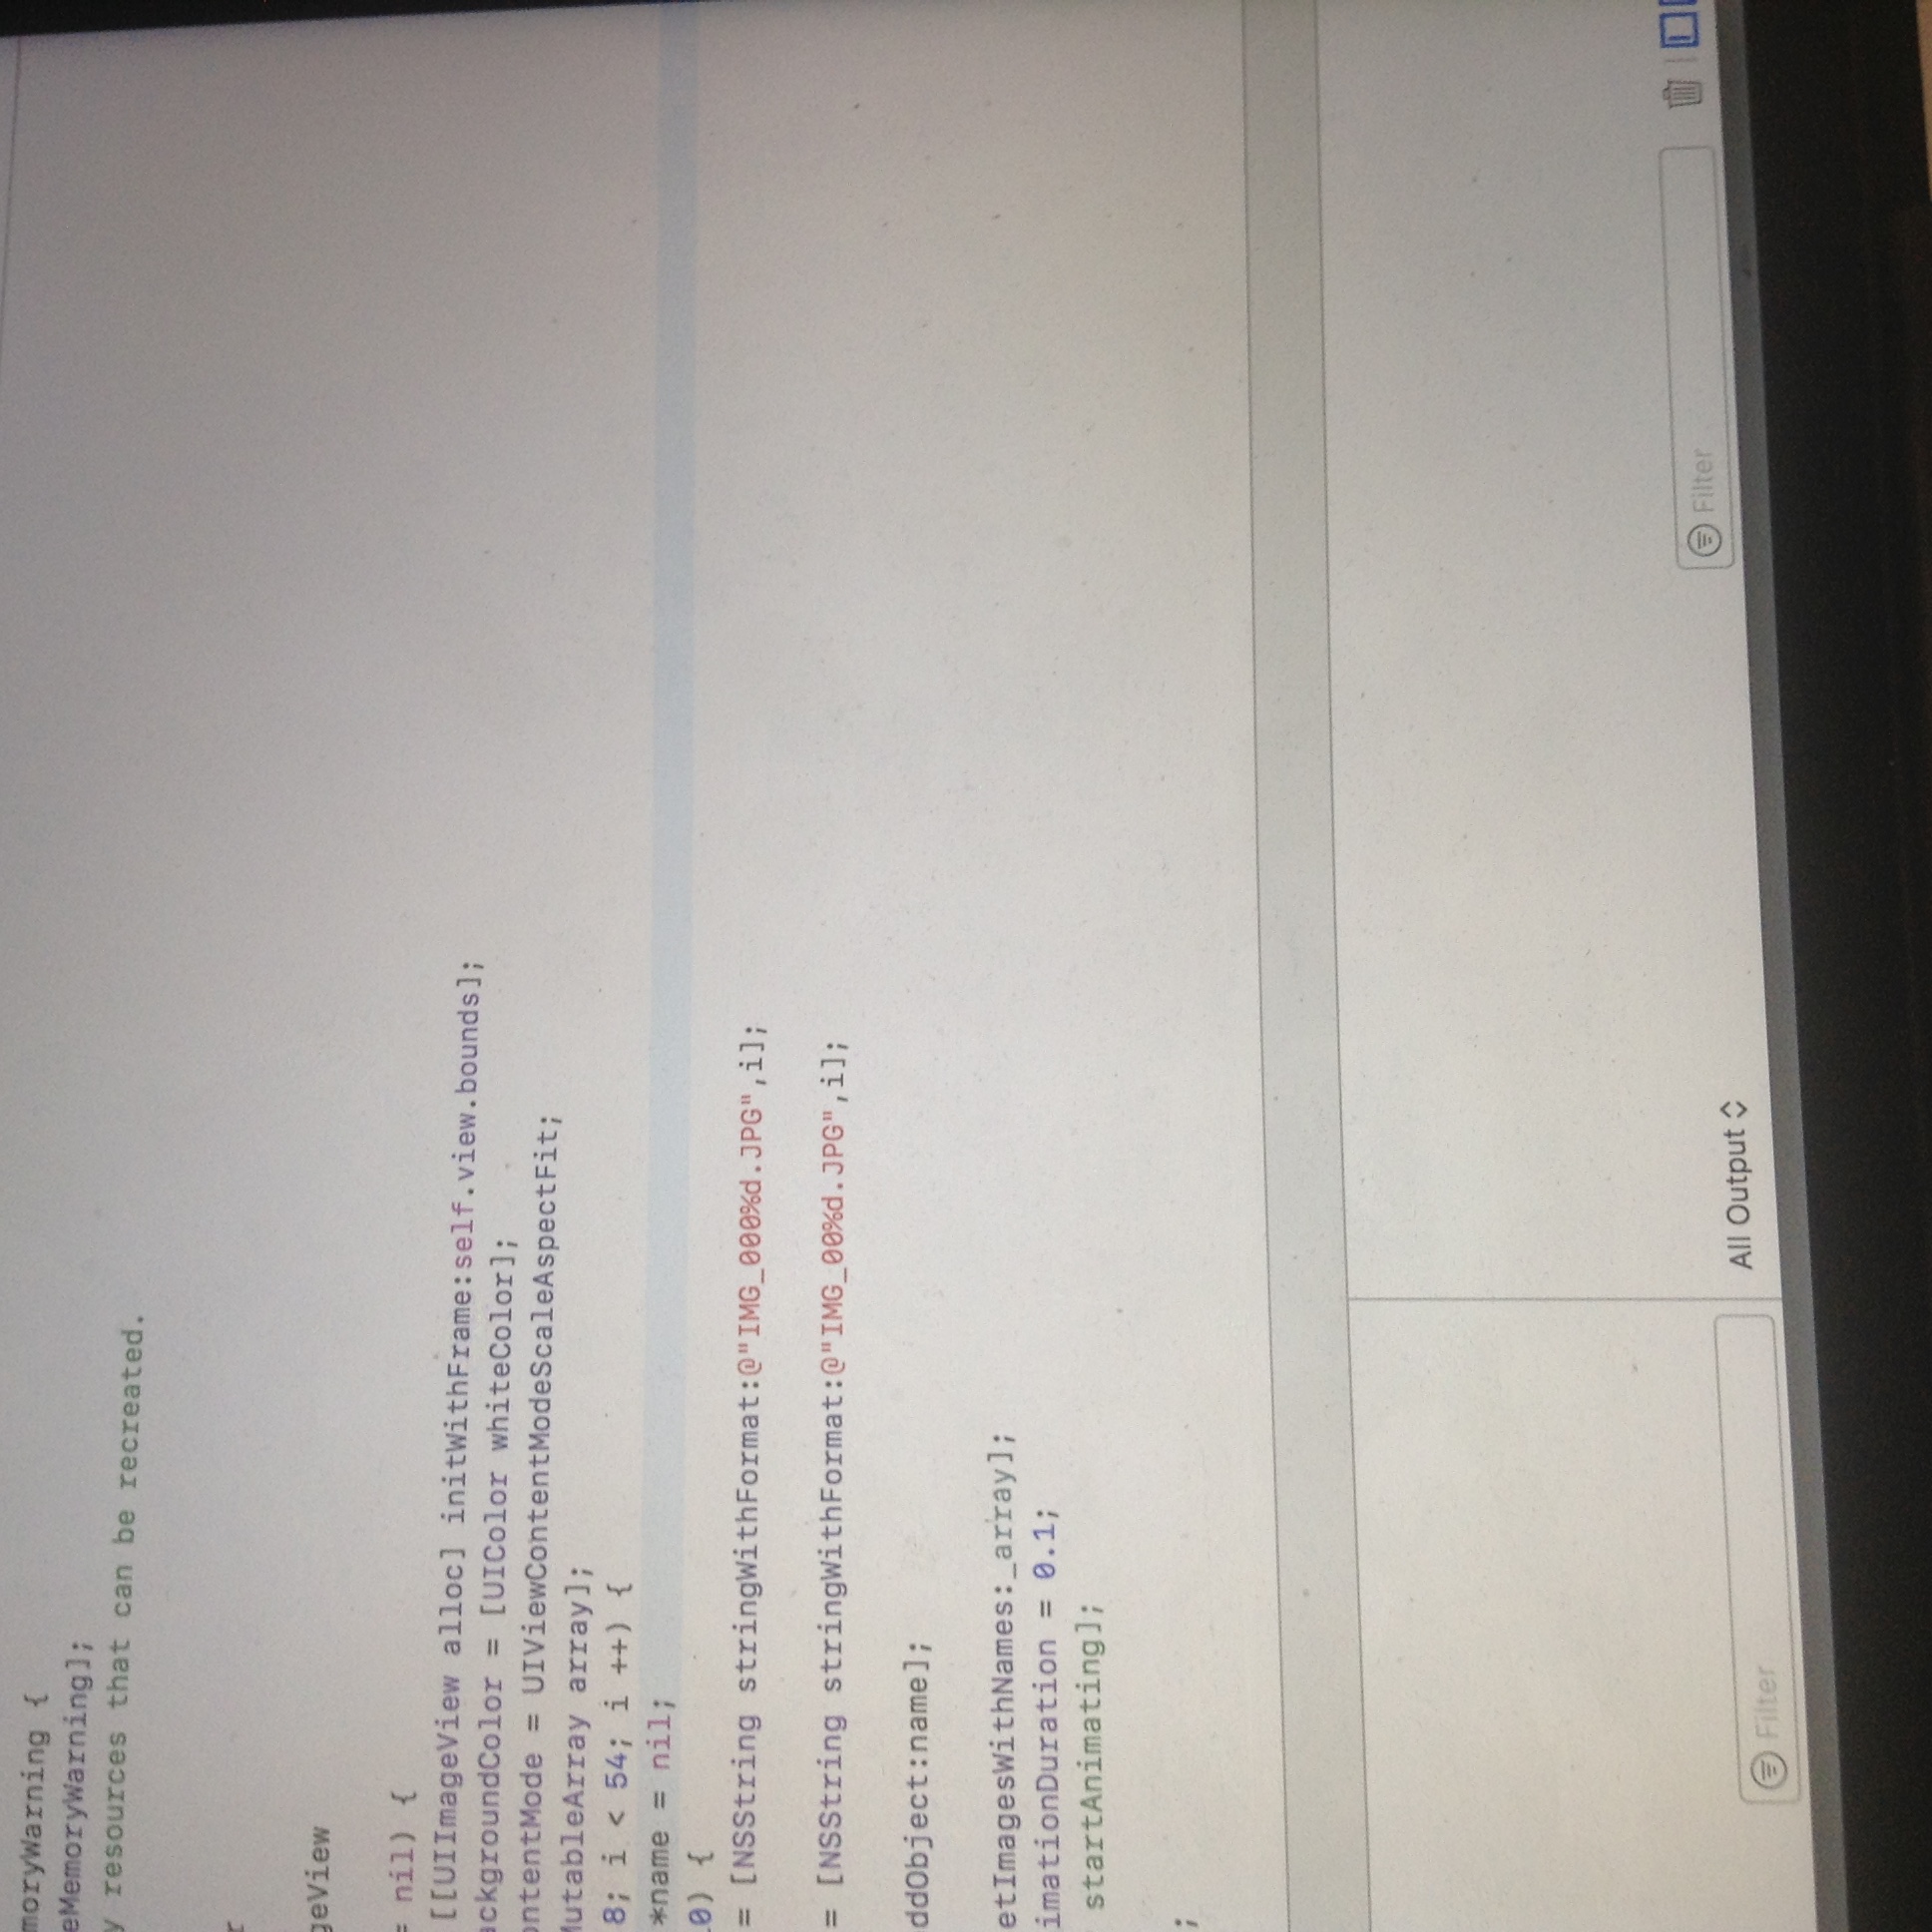 moryWarning {
eMemoryWarning];
y resources that can be recreated.
r
geView
= nil) {
[[UIImageView alloc] initWithFrame:self.view.bounds];
ackgroundColor = [UIColor whiteColor];
ontentMode = UIViewContentModeScaleAspectFit;
MutableArray array];
8; i < 54; i ++) {
*name = nil;
10) {
= [NSString stringWithFormat:@"IMG_000%d.JPG",i];
= [NSString stringWithFormat:@"IMG_00%d.JPG",i];
ddObject:name];
etImagesWithNames:_array];
imationDuration = 0.1;
startAnimating];
;
Filter
All Output
Filter